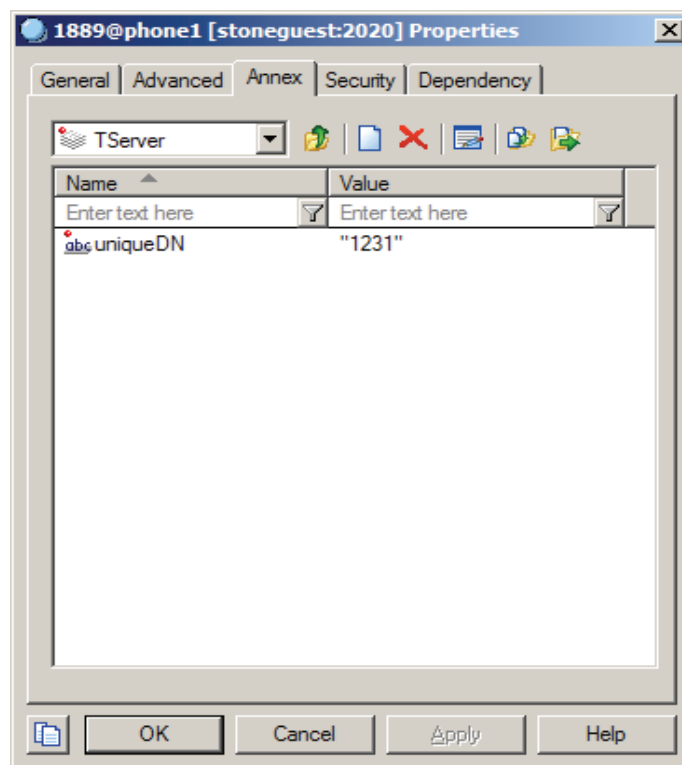 1889@phone1 [stoneguest:2020] Properties
General Advanced Annex Security Dependency
TServer
Name Value
Enter text here Enter text here
abc uniqueDN "1231"
OK Cancel Apply Help